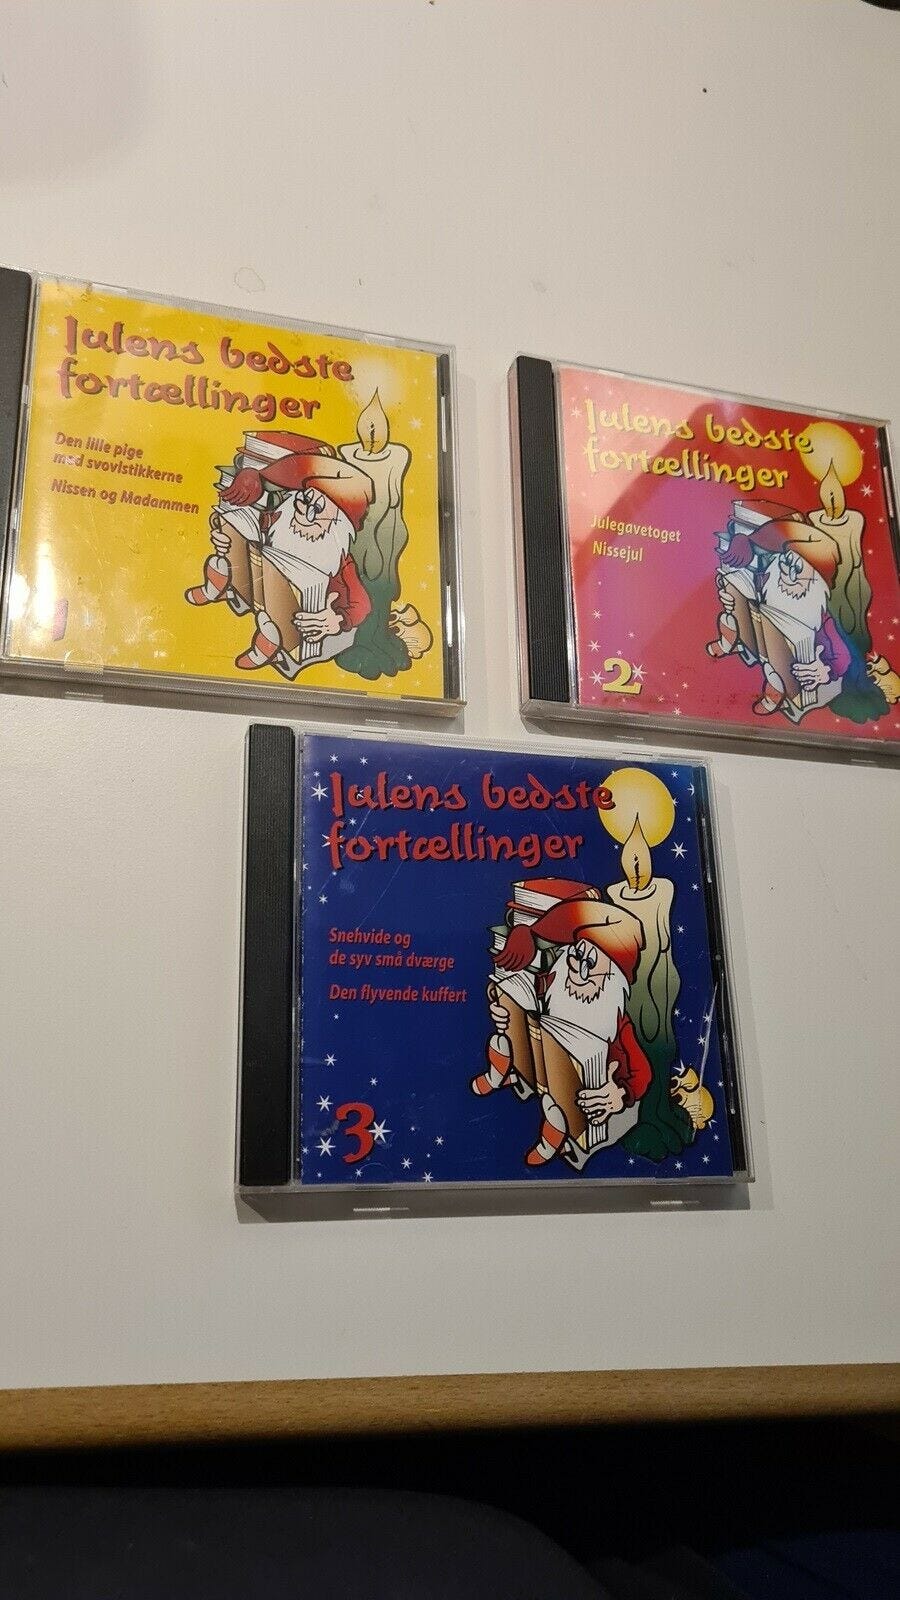 Julens bedste
fortællinger
Den lille pige
med svovlstikkerne
Nissen og Madammen
1
Julens bedste
fortællinger
Julegavetoget
Nissejul
2
Julens bedste
fortællinger
Snehvide og
de syv små dværge
Den flyvende kuffert
3